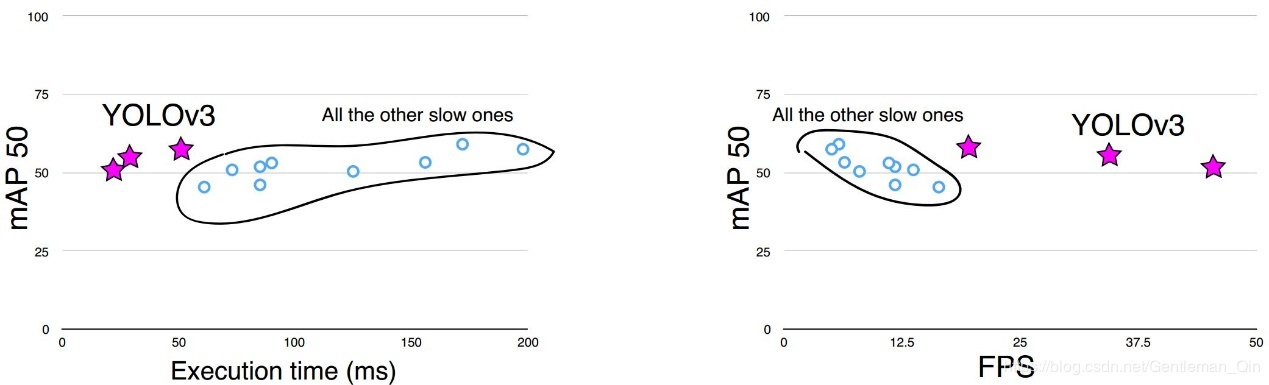 100
75
50
25
0
mAP 50
YOLOv3
All the other slow ones
0
50
100
150
200
Execution time (ms)
100
75
50
25
0
mAP 50
All the other slow ones
YOLOv3
0
12.5
25
37.5
50
FPS
https://blog.csdn.net/Gentleman_Qin